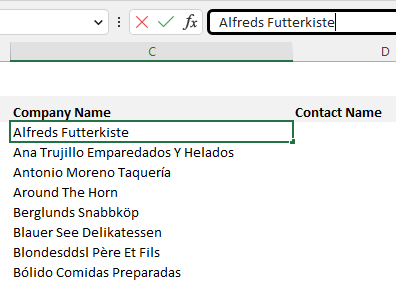 fx Alfreds Futterkiste
C D
Company Name Contact Name
Alfreds Futterkiste
Ana Trujillo Emparedados Y Helados
Antonio Moreno Taquería
Around The Horn
Berglunds Snabbköp
Blauer See Delikatessen
Blondesddsl Père Et Fils
Bólido Comidas Preparadas